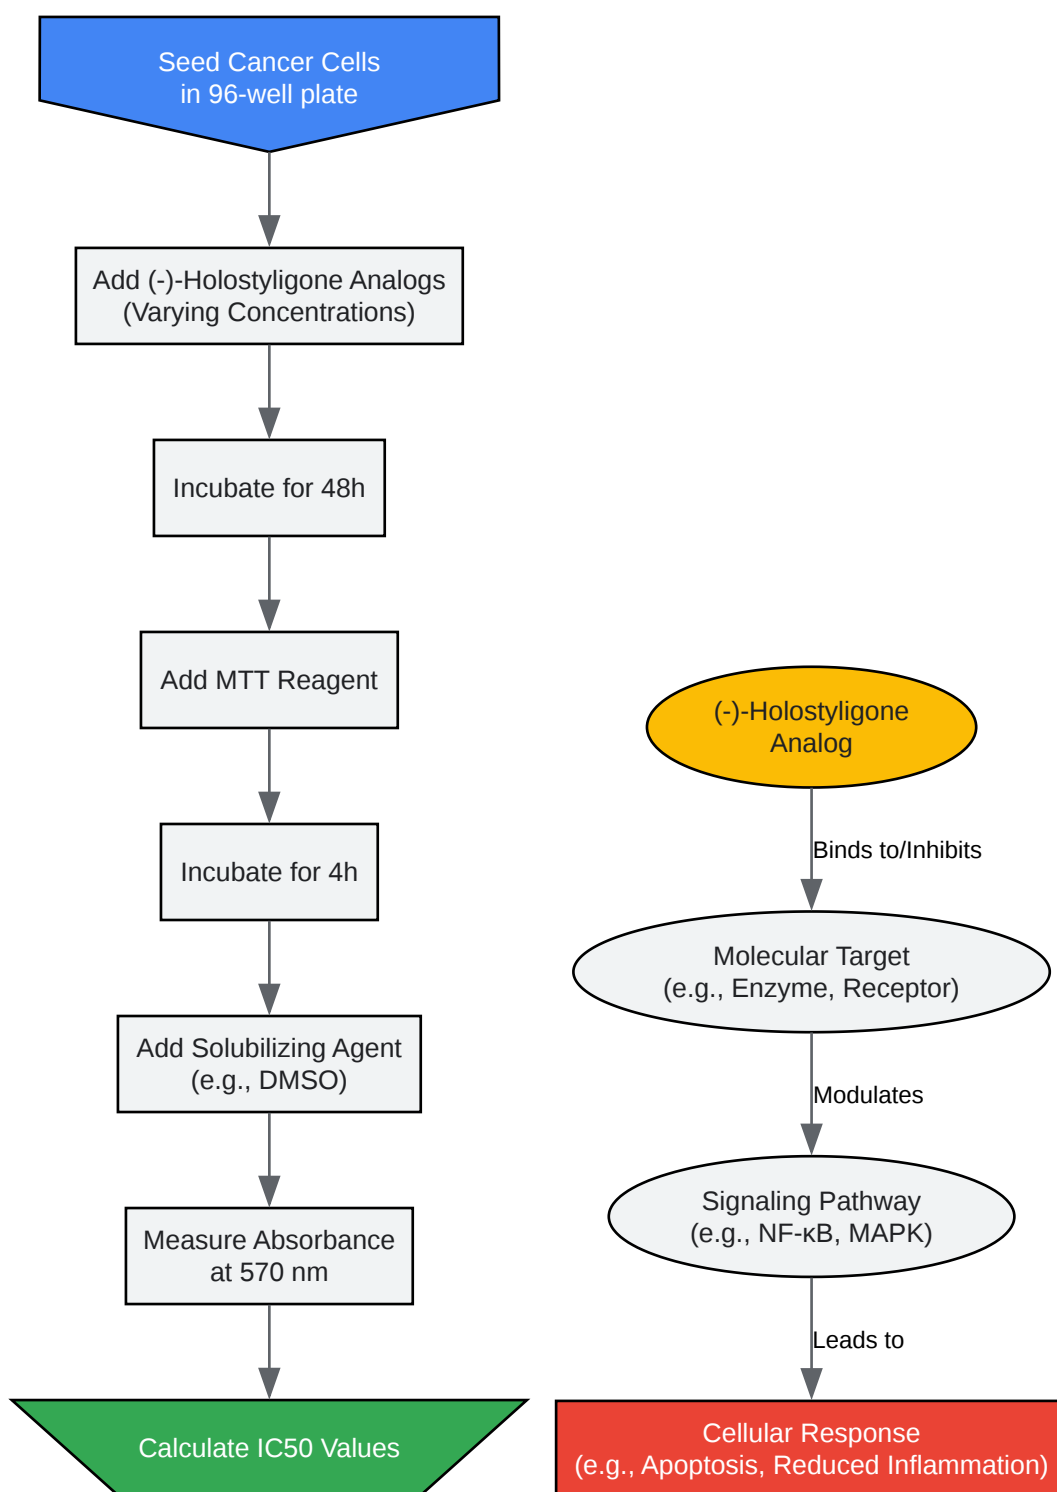 Seed Cancer Cells
in 96-well plate
Add (-)-Holostyligone Analogs
(Varying Concentrations)
Incubate for 48h
Add MTT Reagent
Incubate for 4h
Add Solubilizing Agent
(e.g., DMSO)
Measure Absorbance
at 570 nm
Calculate IC50 Values
(-)-Holostyligone
Analog
Binds to/Inhibits
Molecular Target
(e.g., Enzyme, Receptor)
Modulates
Signaling Pathway
(e.g., NF-κB, MAPK)
Leads to
Cellular Response
(e.g., Apoptosis, Reduced Inflammation)